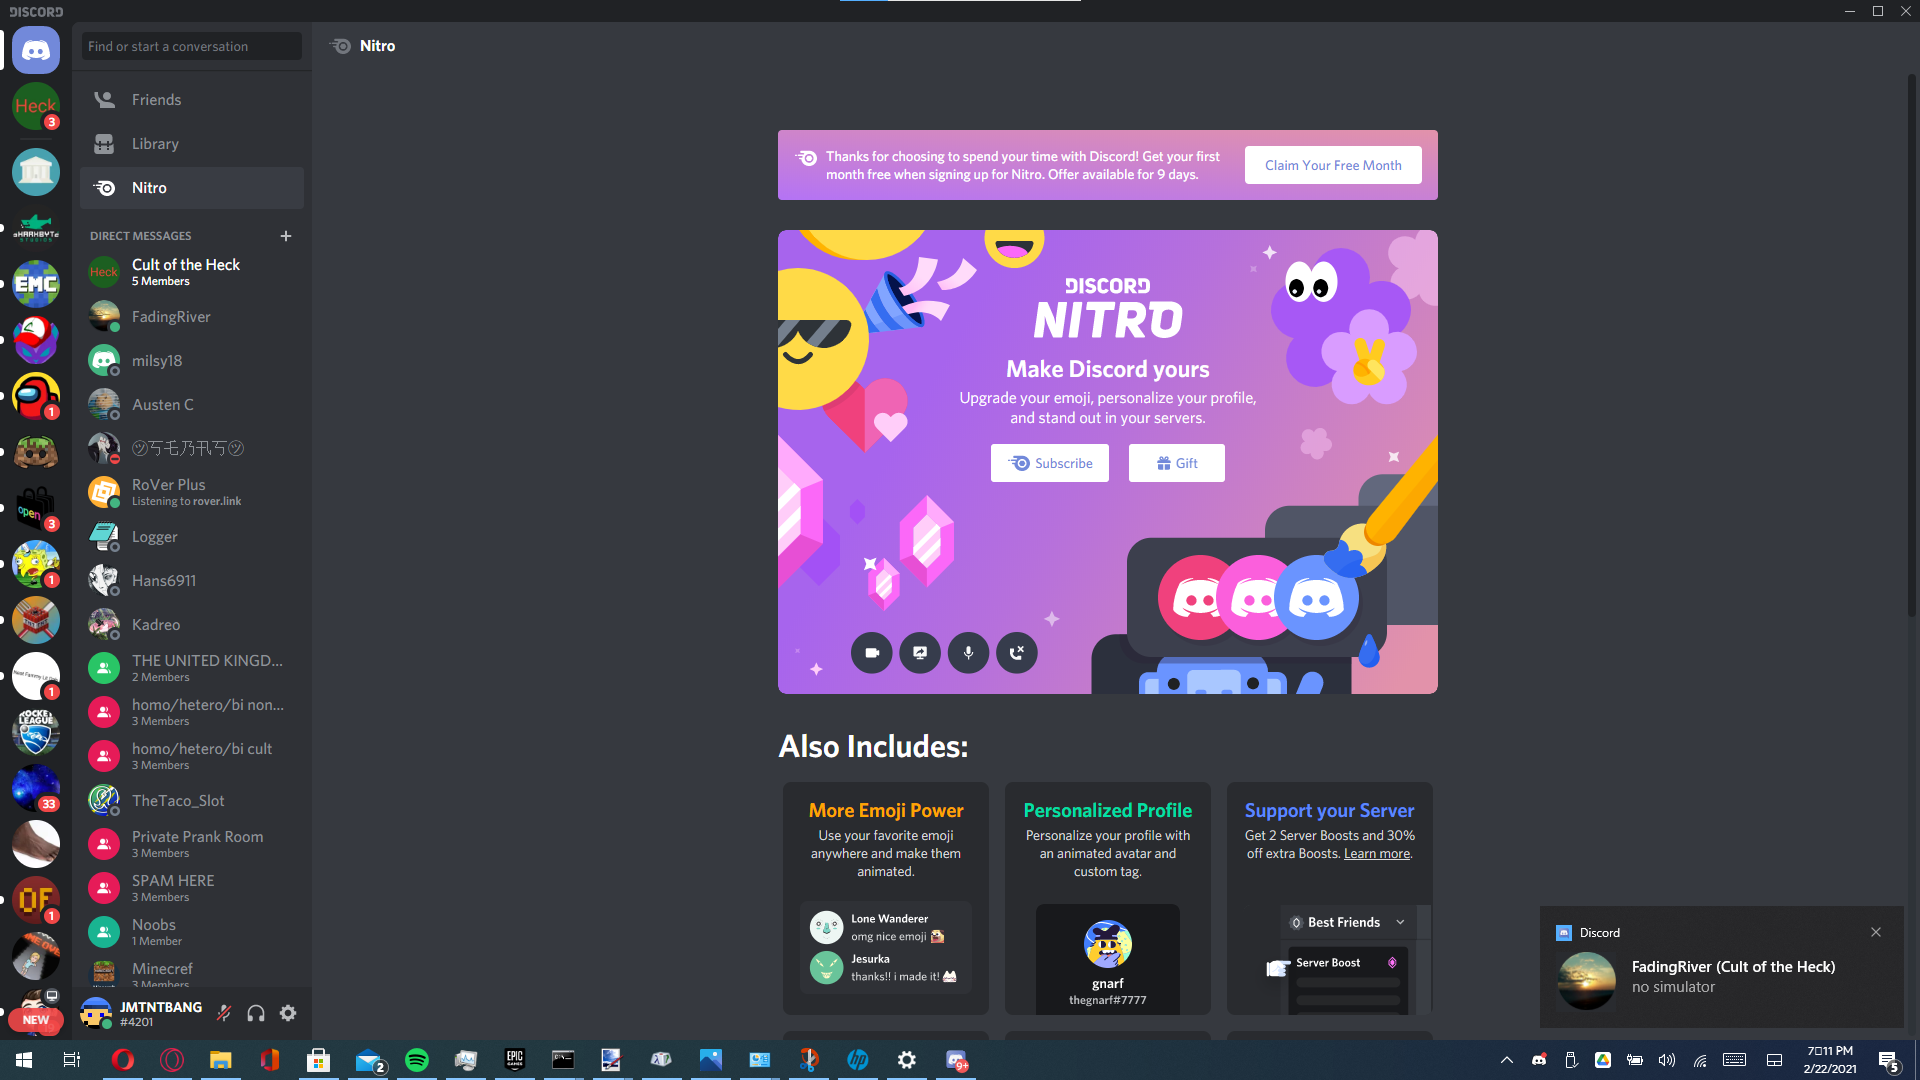 DISCORD
Find or start a conversation
Nitro
Heck
3
Friends
Library
Nitro
DIRECT MESSAGES
Heck
Cult of the Heck
5 Members
EMC
FadingRiver
milsy18
1
Austen C
RoVer Plus
Listening to rover.link
open
3
Logger
1
Hans6911
Kadreo
THE UNITED KINGD...
2 Members
1
homo/hetero/bi non...
3 Members
homo/hetero/bi cult
3 Members
33
TheTaco_Slot
Private Prank Room
3 Members
SPAM HERE
3 Members
OF
1
Noobs
1 Member
Minecref
3 Members
NEW
JMTNTBANG
#4201
Thanks for choosing to spend your time with Discord! Get your first
month free when signing up for Nitro. Offer available for 9 days.
Claim Your Free Month
DISCORD
NITRO
Make Discord yours
Upgrade your emoji, personalize your profile,
and stand out in your servers.
Subscribe
Gift
Also Includes:
More Emoji Power
Use your favorite emoji
anywhere and make them
animated.
Lone Wanderer
omg nice emoji
Jesurka
thanks!! i made it!
Personalized Profile
Personalize your profile with
an animated avatar and
custom tag.
gnarf
thegnarf#7777
Support your Server
Get 2 Server Boosts and 30%
off extra Boosts. Learn more.
Best Friends
Server Boost
Discord
FadingRiver (Cult of the Heck)
no simulator
2
EPIC
GAMES
hp
9+
7▯11 PM
2/22/2021
5